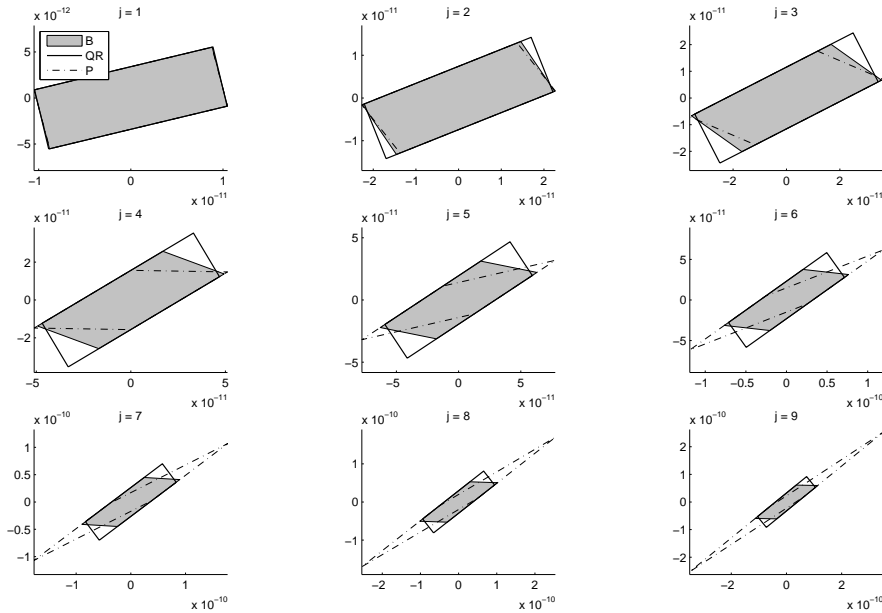 x 10⁻¹²
j = 1
B
QR
P
5
0
−5
−1
0
1
x 10⁻¹¹
x 10⁻¹¹
j = 2
1
0
−1
−2
−1
0
1
2
x 10⁻¹¹
x 10⁻¹¹
j = 3
2
1
0
−1
−2
−2
0
2
x 10⁻¹¹
x 10⁻¹¹
j = 4
2
0
−2
−5
0
5
x 10⁻¹¹
x 10⁻¹¹
j = 5
5
0
−5
−5
0
5
x 10⁻¹¹
x 10⁻¹¹
j = 6
5
0
−5
−1
−0.5
0
0.5
1
x 10⁻¹⁰
x 10⁻¹⁰
j = 7
1
0.5
0
−0.5
−1
−1
0
1
x 10⁻¹⁰
x 10⁻¹⁰
j = 8
1
0
−1
−2
−1
0
1
2
x 10⁻¹⁰
x 10⁻¹⁰
j = 9
2
1
0
−1
−2
−2
0
2
x 10⁻¹⁰